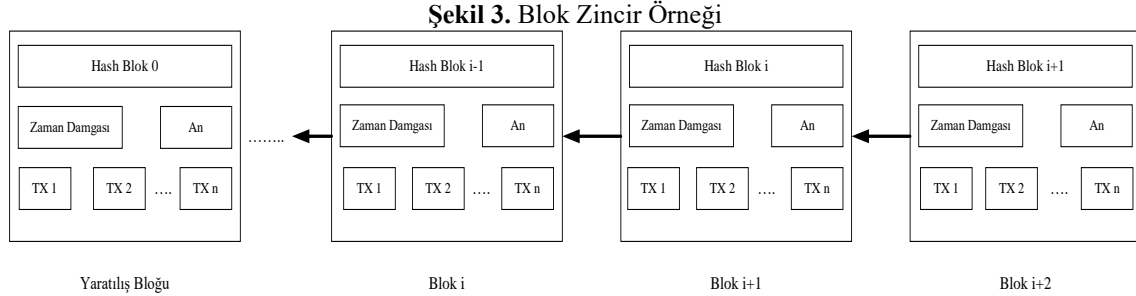 Şekil 3. Blok Zincir Örneği
Hash Blok 0 Hash Blok i-1 Hash Blok i Hash Blok i+1
Zaman Damgası An …….. Zaman Damgası An Zaman Damgası An Zaman Damgası An
TX 1 TX 2 …. TX n TX 1 TX 2 …. TX n TX 1 TX 2 …. TX n TX 1 TX 2 …. TX n
Yaratılış Bloğu Blok i Blok i+1 Blok i+2